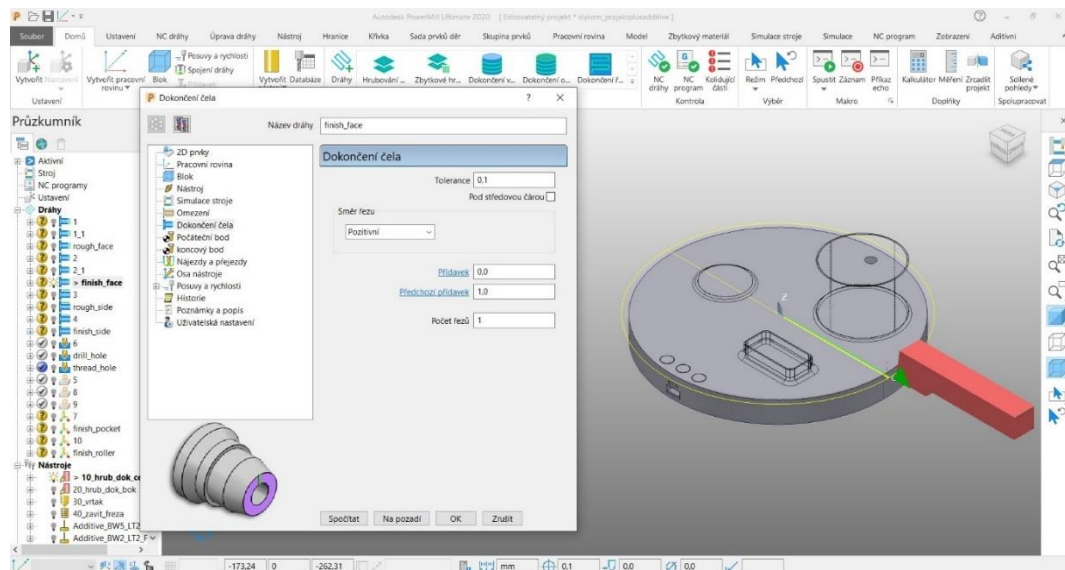 Autodesk PowerMill Ultimate 2020 [ Editovatelný projekt * diplom_projektplusadditive ]
Soubor Domů Ustavení NC dráhy Úprava dráhy Nástroj Hranice Křivka Sada prvků děr Skupina prvků Pracovní rovina Model Zbytkový materiál Simulace stroje Simulace NC program Zobrazení Aditivní
Posuvy a rychlosti
Spojení dráhy
Vytvořit Nastavení Vytvořit pracovní rovinu Blok Vytvořit Databáze Dráhy Hrubování ... Zbytkové hr... Dokončení v... Dokončení o... Dokončení f... NC dráhy NC program Kolidující části Režim Předchozí Spustit Záznam Příkaz echo Kalkulátor Měření Zrcadlit projekt Sdílené pohledy
Ustavení Kontrola Výběr Makro Doplňky Spolupracovat
Průzkumník
Aktivní
Stroj
NC programy
Ustavení
Dráhy
1
1_1
rough_face
2
2_1
> finish_face
3
rough_side
4
finish_side
6
drill_hole
thread_hole
5
8
9
7
finish_pocket
10
finish_roller
Nástroje
> 10_hrub_dok_ce
20_hrub_dok_bok
30_vrtak
40_zavit_freza
Additive_BW5_LT2
Additive_BW2_LT2_F
Dokončení čela
? X
Název dráhy finish_face
2D prvky
Pracovní rovina
Blok
Nástroj
Simulace stroje
Omezení
Dokončení čela
Počáteční bod
koncový bod
Nájezdy a přejezdy
Osa nástroje
Posuvy a rychlosti
Historie
Poznámky a popis
Uživatelská nastavení
Dokončení čela
Tolerance 0,1
Pod středovou čárou
Směr řezu
Pozitivní
Přídavek 0,0
Předchozí přídavek 1,0
Počet řezů 1
Spočítat Na pozadí OK Zrušit
Z
-173,24 0 -262,31 mm 0,1 0,0 0,0